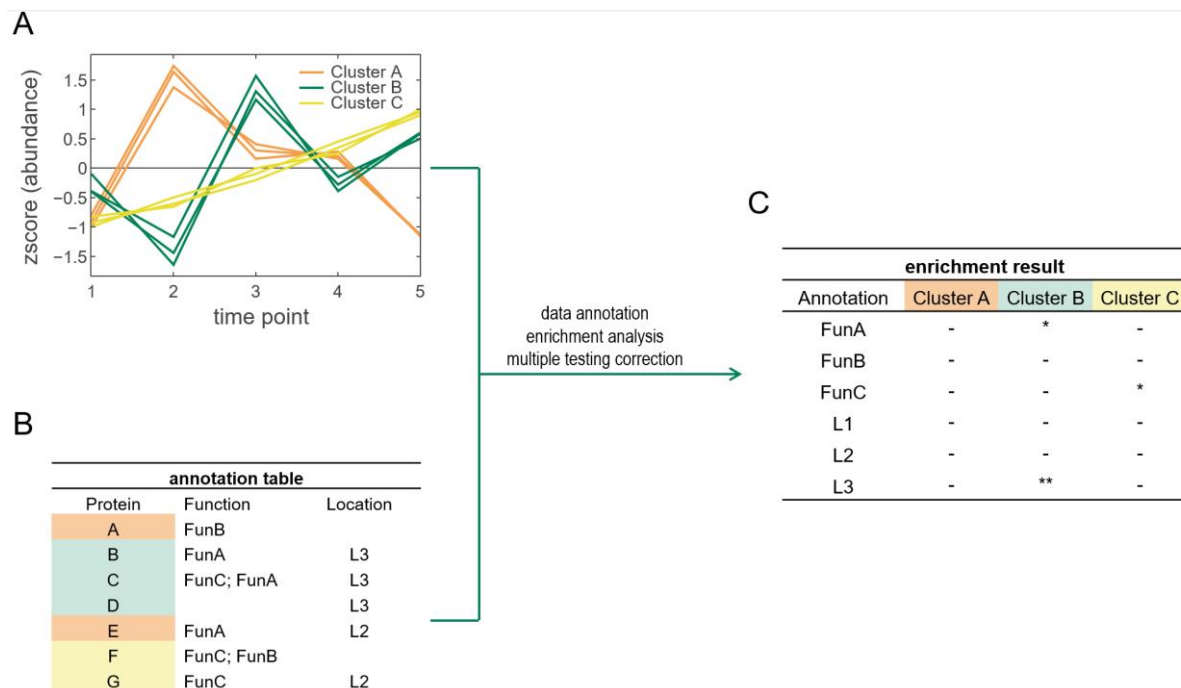 A
Cluster A
Cluster B
Cluster C
zscore (abundance)
1.5
1
0.5
0
−0.5
−1
−1.5
1 2 3 4 5
time point
data annotation
enrichment analysis
multiple testing correction
B
annotation table
Protein Function Location
A FunB
B FunA L3
C FunC; FunA L3
D L3
E FunA L2
F FunC; FunB
G FunC L2
C
enrichment result
Annotation Cluster A Cluster B Cluster C
FunA - * -
FunB - - -
FunC - - *
L1 - - -
L2 - - -
L3 - ** -